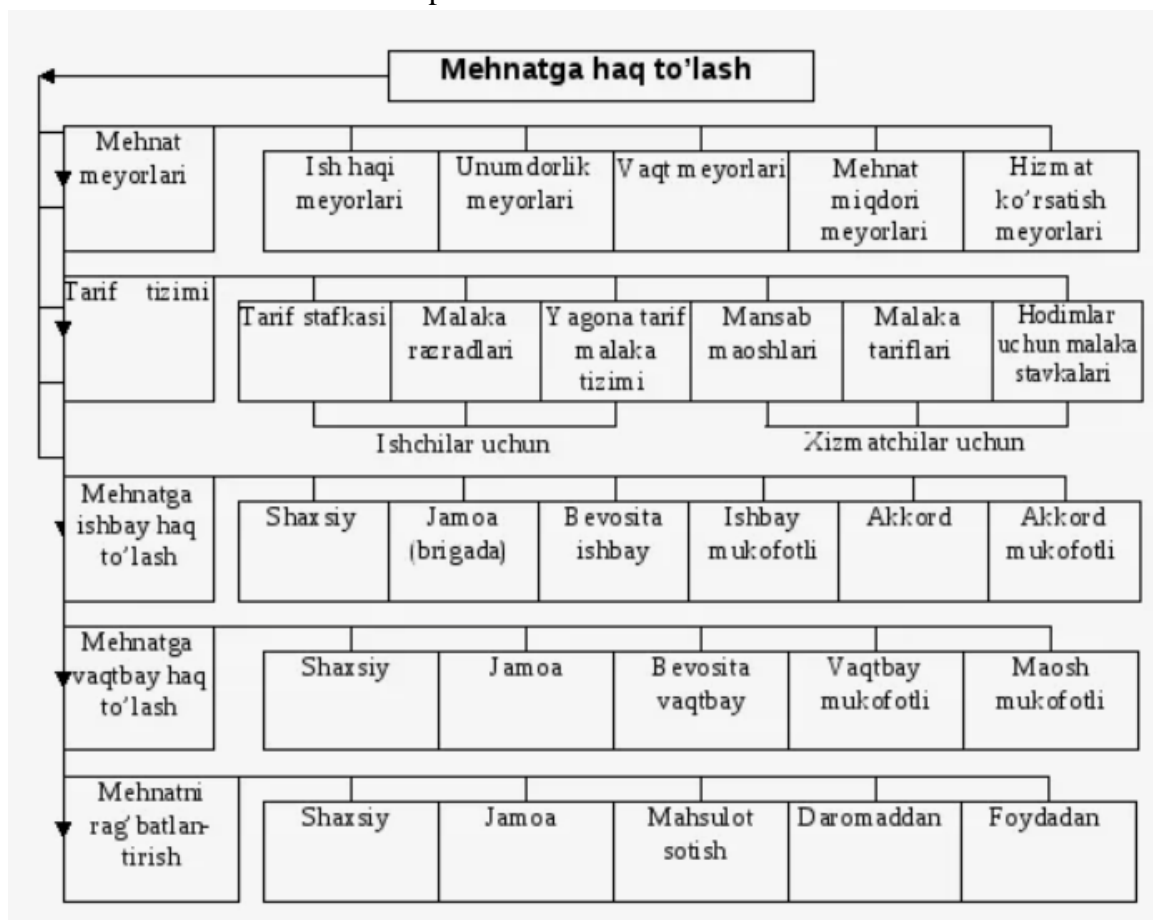 Mehnatga haq to’lash
Mehnat
meyorlari
Ish haqi
meyorlari
Unumdorlik
meyorlari
Vaqt meyorlari
Mehnat
miqdori
meyorlari
Hizmat
ko’rsatish
meyorlari
Tarif tizimi
Tarif stafkasi
Malaka
razradlari
Yagona tarif
malaka
tizimi
Mansab
maoshlari
Malaka
tariflari
Hodimlar
uchun malaka
stavkalari
Ishchilar uchun
Xizmatchilar uchun
Mehnatga
ishbay haq
to’lash
Shaxsiy
Jamoa
(brigada)
Bevosita
ishbay
Ishbay
mukofotli
Akkord
Akkord
mukofotli
Mehnatga
vaqtbay haq
to’lash
Shaxsiy
Jamoa
Bevosita
vaqtbay
Vaqtbay
mukofotli
Maosh
mukofotli
Mehnatni
rag’batlan-
tirish
Shaxsiy
Jamoa
Mahsulot
sotish
Daromaddan
Foydadan